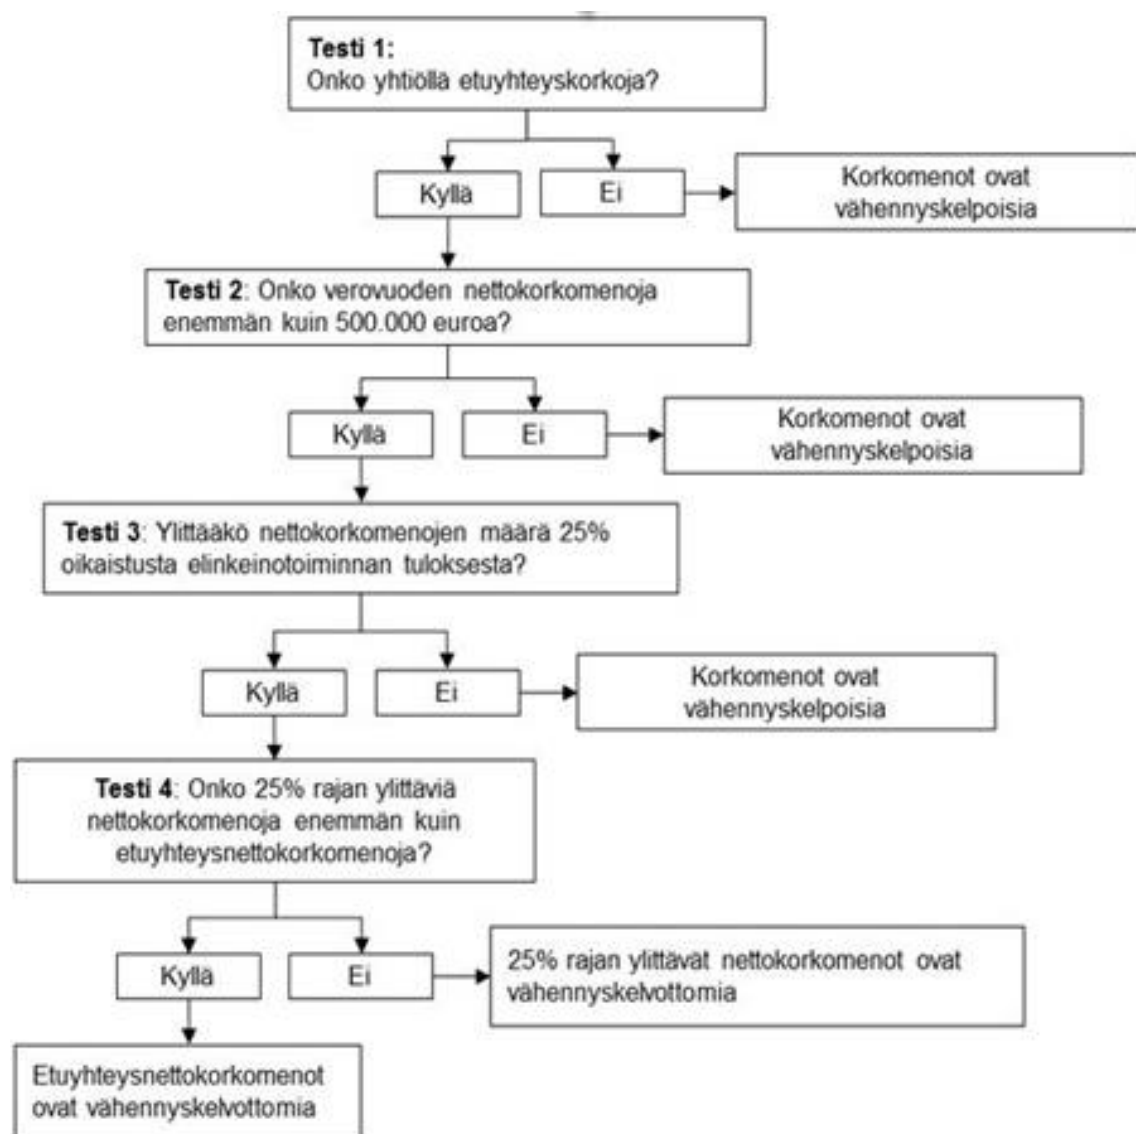 Testi 1:
Onko yhtiöllä etuyhteyskorkoja?
Kyllä
Ei
Korkomenot ovat
vähennyskelpoisia
Testi 2: Onko verovuoden nettokorkomenoja
enemmän kuin 500.000 euroa?
Kyllä
Ei
Korkomenot ovat
vähennyskelpoisia
Testi 3: Ylittääkö nettokorkomenojen määrä 25%
oikaistusta elinkeinotoiminnan tuloksesta?
Kyllä
Ei
Korkomenot ovat
vähennyskelpoisia
Testi 4: Onko 25% rajan ylittäviä
nettokorkomenoja enemmän kuin
etuyhteysnettokorkomenoja?
Kyllä
Ei
25% rajan ylittävät nettokorkomenot ovat
vähennyskelvottomia
Etuyhteysnettokorkomenot
ovat vähennyskelvottomia